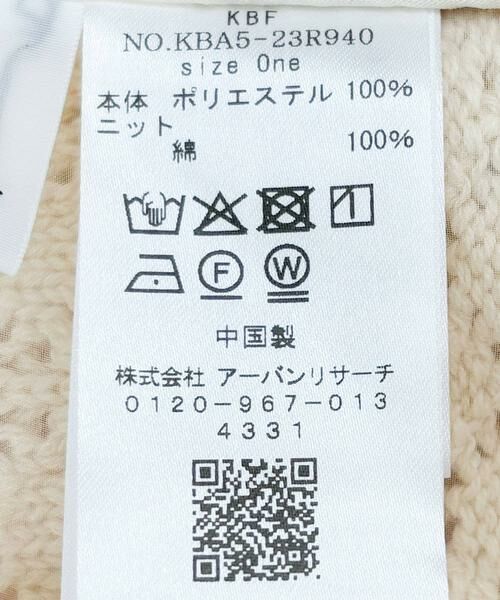 KBF
NO.KBA5-23R940
size One
本体 ポリエステル 100%
ニット
綿 100%
F W
中国製
株式会社 アーバンリサーチ
0120-967-013
4331